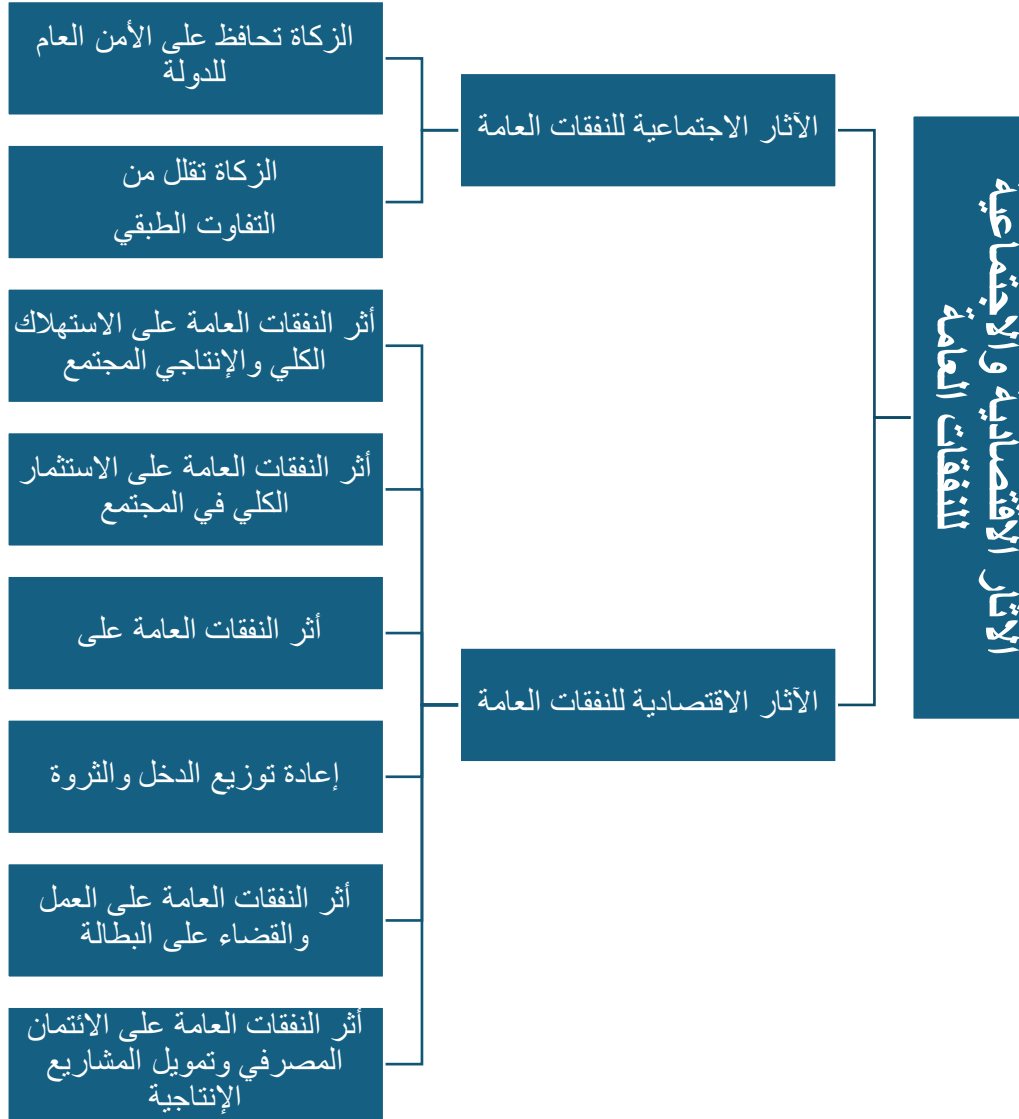 الآثار الاقتصادية والاجتماعية
للنفقات العامة
الآثار الاجتماعية للنفقات العامة
الزكاة تحافظ على الأمن العام
للدولة
الزكاة تقلل من
التفاوت الطبقي
الآثار الاقتصادية للنفقات العامة
أثر النفقات العامة على الاستهلاك
الكلي والإنتاجي المجتمع
أثر النفقات العامة على الاستثمار
الكلي في المجتمع
أثر النفقات العامة على
إعادة توزيع الدخل والثروة
أثر النفقات العامة على العمل
والقضاء على البطالة
أثر النفقات العامة على الائتمان
المصرفي وتمويل المشاريع
الإنتاجية